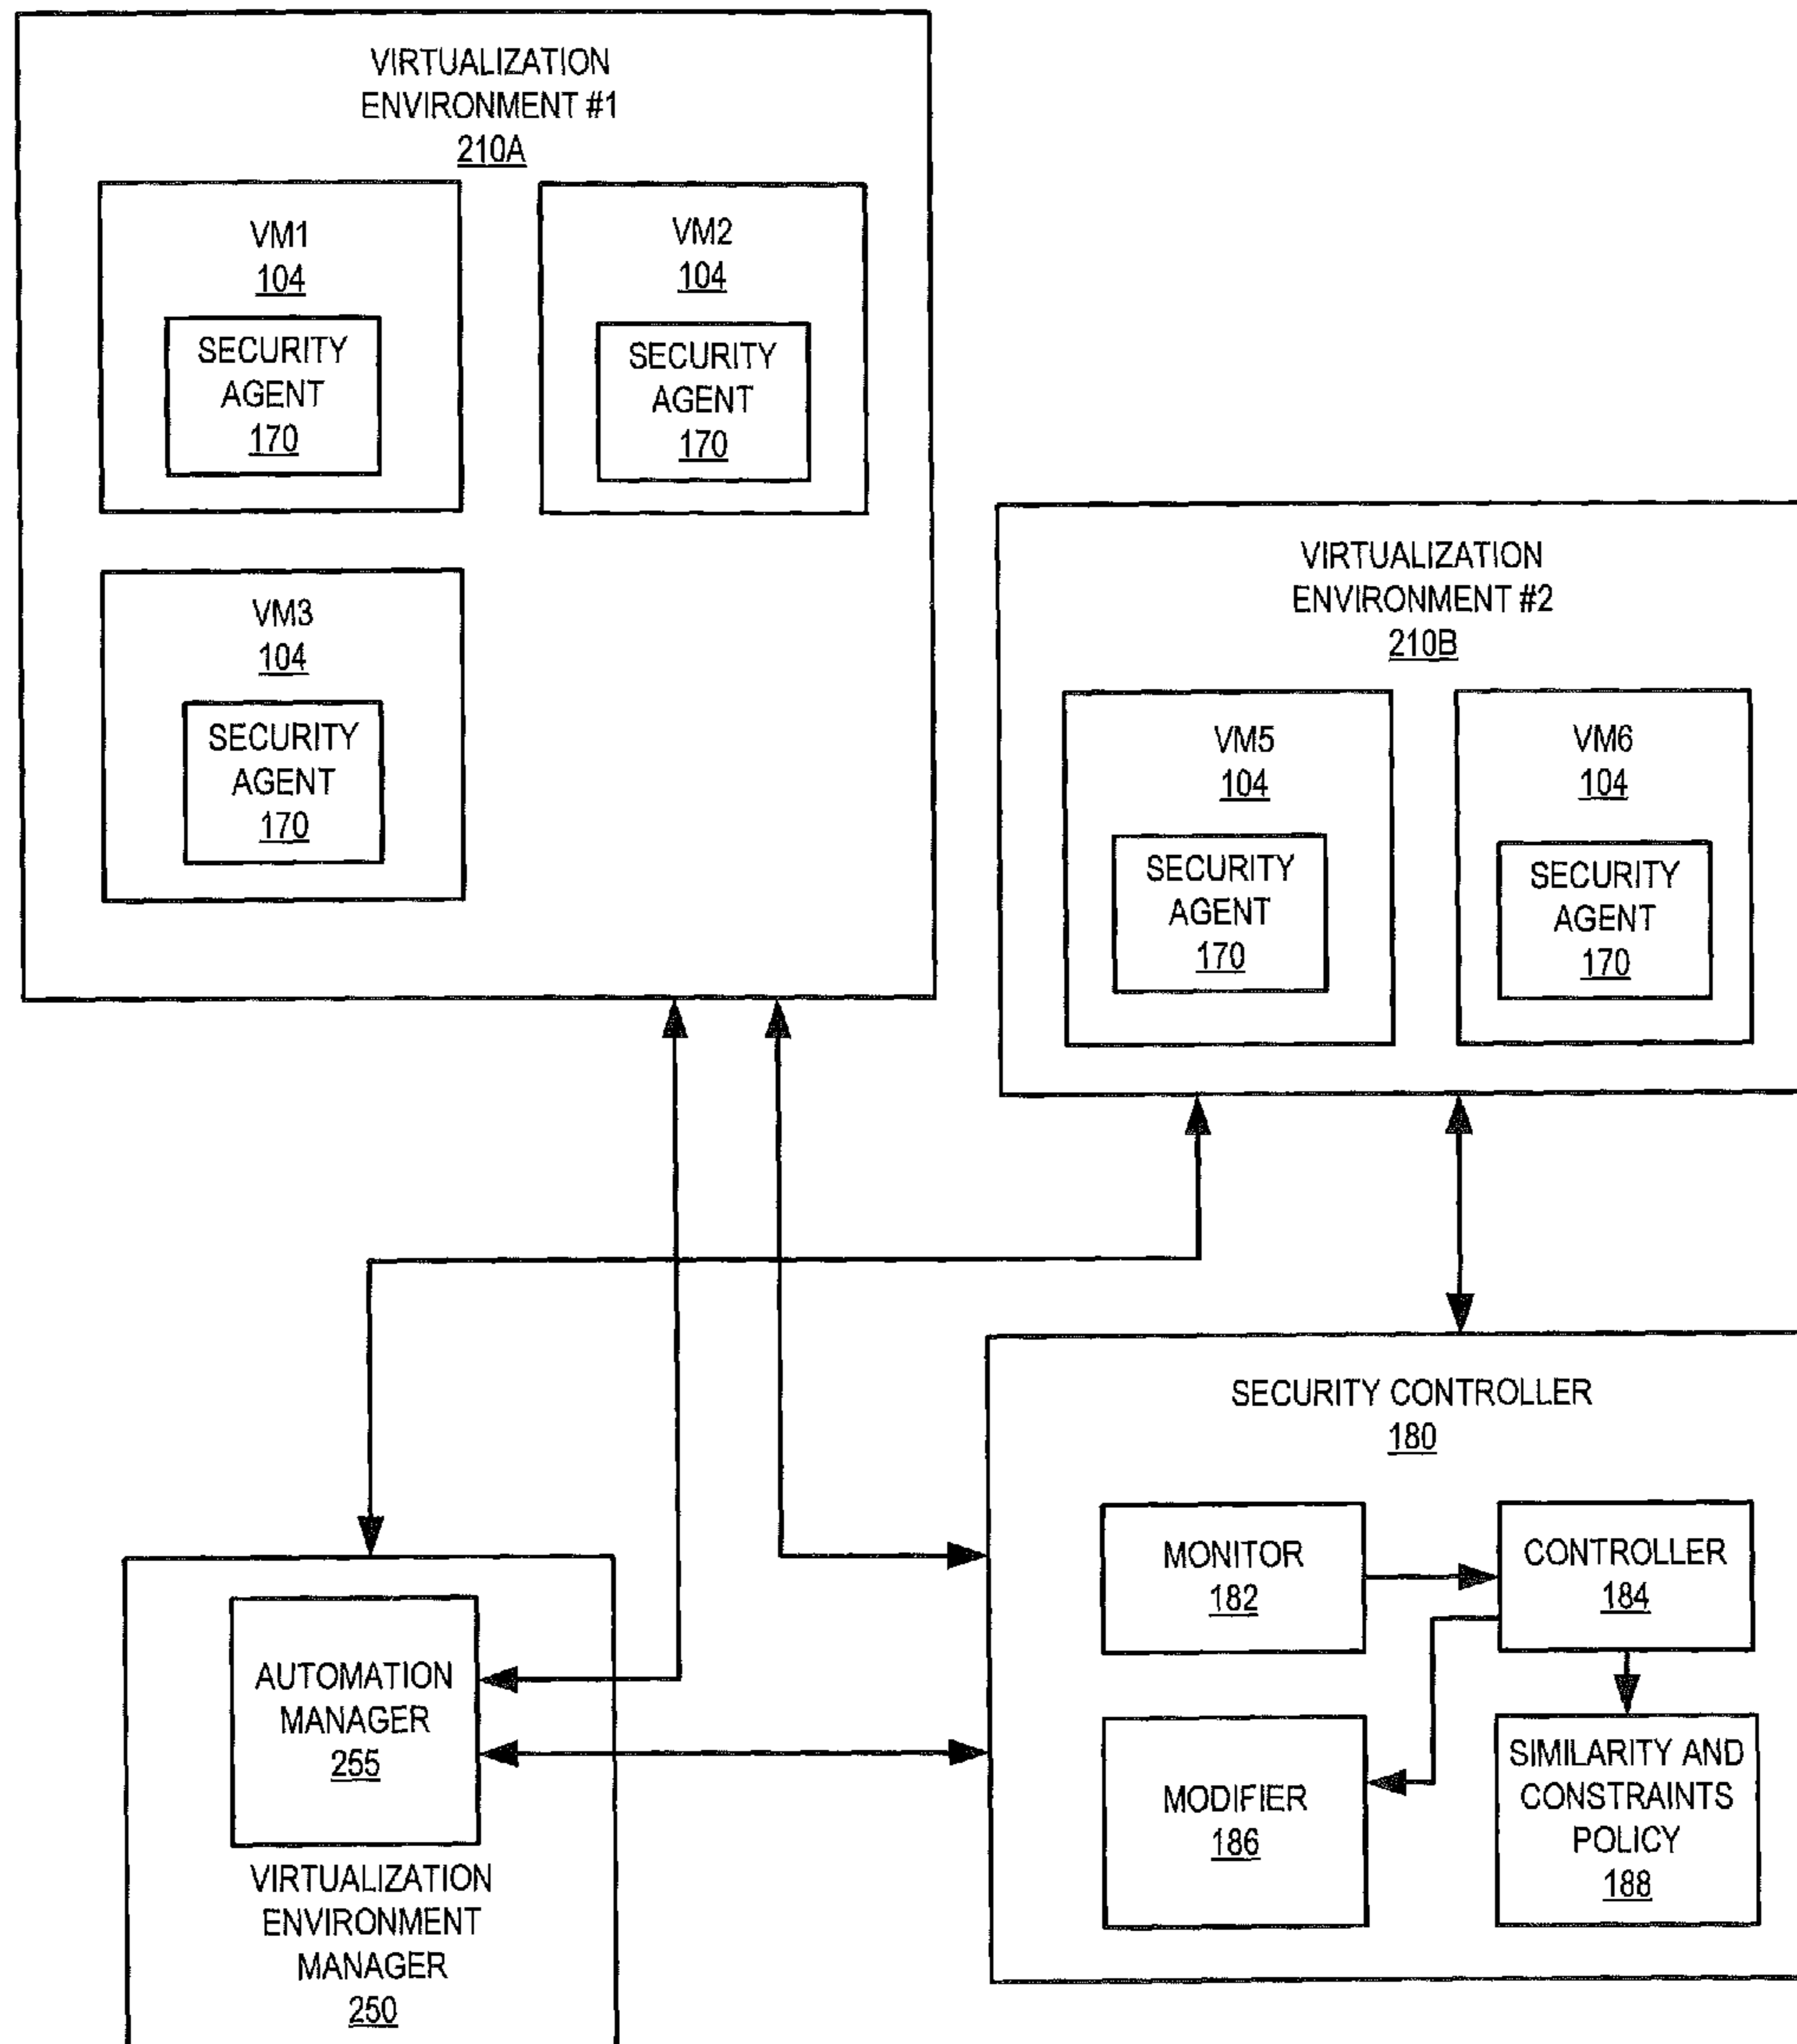 VIRTUALIZATION
ENVIRONMENT #1
210A
VM1
104
SECURITY
AGENT
170
VM2
104
SECURITY
AGENT
170
VM3
104
SECURITY
AGENT
170
VIRTUALIZATION
ENVIRONMENT #2
210B
VM5
104
SECURITY
AGENT
170
VM6
104
SECURITY
AGENT
170
SECURITY CONTROLLER
180
MONITOR
182
CONTROLLER
184
MODIFIER
186
SIMILARITY AND
CONSTRAINTS
POLICY
188
AUTOMATION
MANAGER
255
VIRTUALIZATION
ENVIRONMENT
MANAGER
250